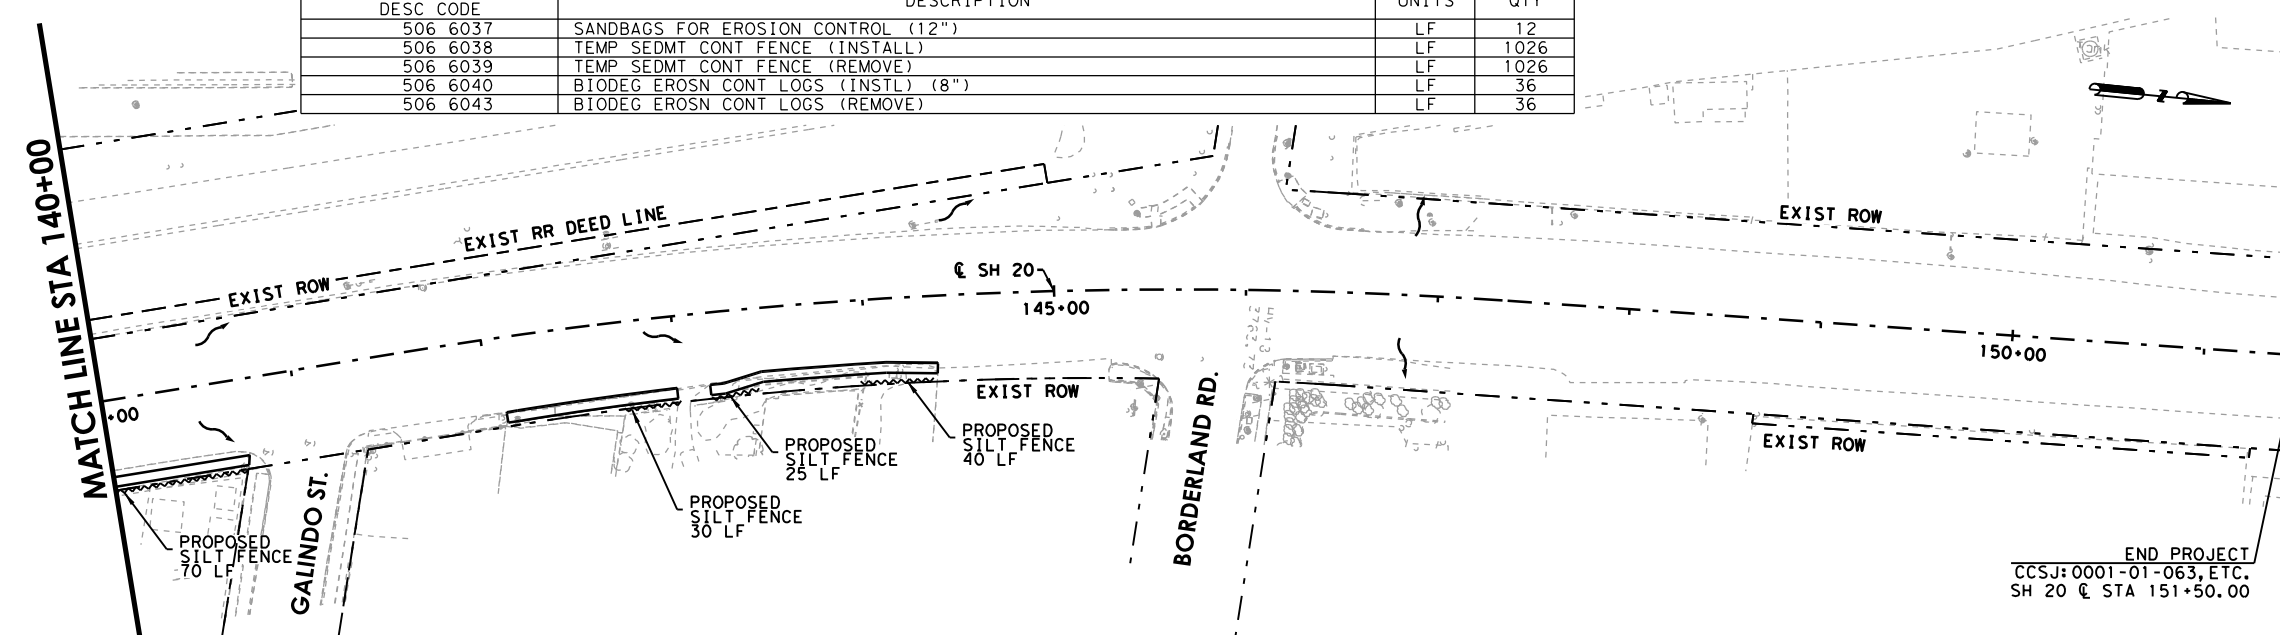 DESC CODE DESCRIPTION UNITS QTY
506 6037 SANDBAGS FOR EROSION CONTROL (12") LF 12
506 6038 TEMP SEDMT CONT FENCE (INSTALL) LF 1026
506 6039 TEMP SEDMT CONT FENCE (REMOVE) LF 1026
506 6040 BIODEG EROSN CONT LOGS (INSTL) (8") LF 36
506 6043 BIODEG EROSN CONT LOGS (REMOVE) LF 36
MATCH LINE STA 140+00
Z
EXIST RR DEED LINE
EXIST ROW
EXIST ROW
℄ SH 20
145+00
150+00
+00
EXIST ROW
EXIST ROW
PROPOSED
SILT FENCE
40 LF
PROPOSED
SILT FENCE
25 LF
PROPOSED
SILT FENCE
30 LF
PROPOSED
SILT FENCE
70 LF
GALINDO ST.
BORDERLAND RD.
END PROJECT
CCSJ:0001-01-063,ETC.
SH 20 ℄ STA 151+50.00